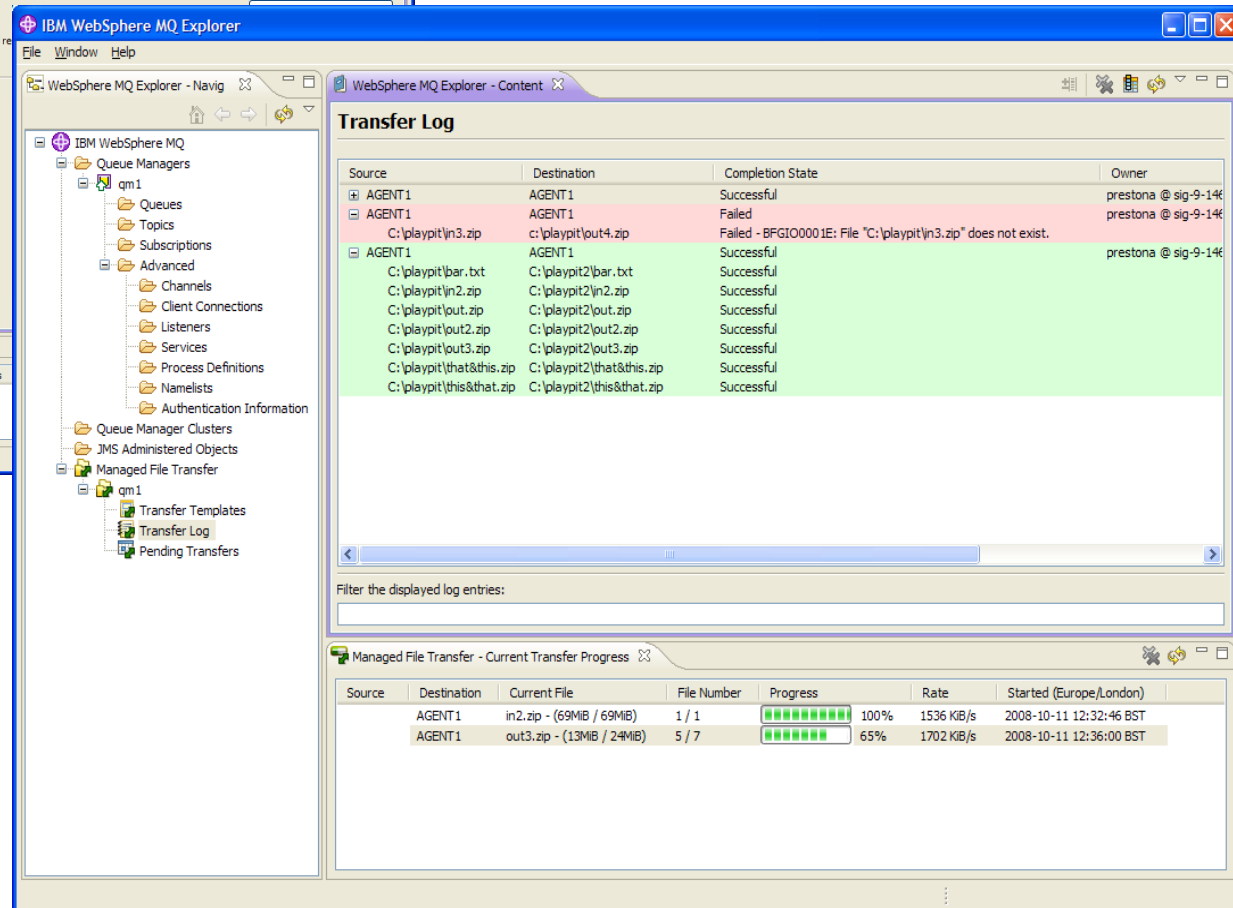 IBM WebSphere MQ Explorer
re
File Window Help
WebSphere MQ Explorer - Navig
IBM WebSphere MQ
Queue Managers
qm1
Queues
Topics
Subscriptions
Advanced
Channels
Client Connections
Listeners
Services
Process Definitions
Namelists
Authentication Information
Queue Manager Clusters
JMS Administered Objects
Managed File Transfer
qm1
Transfer Templates
Transfer Log
Pending Transfers
s
WebSphere MQ Explorer - Content
Transfer Log
Source Destination Completion State Owner
AGENT1 AGENT1 Successful prestona @ sig-9-146
AGENT1 AGENT1 Failed prestona @ sig-9-146
C:\playpit\in3.zip c:\playpit\out4.zip Failed - BFGIO0001E: File "C:\playpit\in3.zip" does not exist.
AGENT1 AGENT1 Successful prestona @ sig-9-146
C:\playpit\bar.txt C:\playpit2\bar.txt Successful
C:\playpit\in2.zip C:\playpit2\in2.zip Successful
C:\playpit\out.zip C:\playpit2\out.zip Successful
C:\playpit\out2.zip C:\playpit2\out2.zip Successful
C:\playpit\out3.zip C:\playpit2\out3.zip Successful
C:\playpit\that&this.zip C:\playpit2\that&this.zip Successful
C:\playpit\this&that.zip C:\playpit2\this&that.zip Successful
Filter the displayed log entries:
Managed File Transfer - Current Transfer Progress
Source Destination Current File File Number Progress Rate Started (Europe/London)
AGENT1 in2.zip - (69MiB / 69MiB) 1 / 1 100% 1536 KiB/s 2008-10-11 12:32:46 BST
AGENT1 out3.zip - (13MiB / 24MiB) 5 / 7 65% 1702 KiB/s 2008-10-11 12:36:00 BST